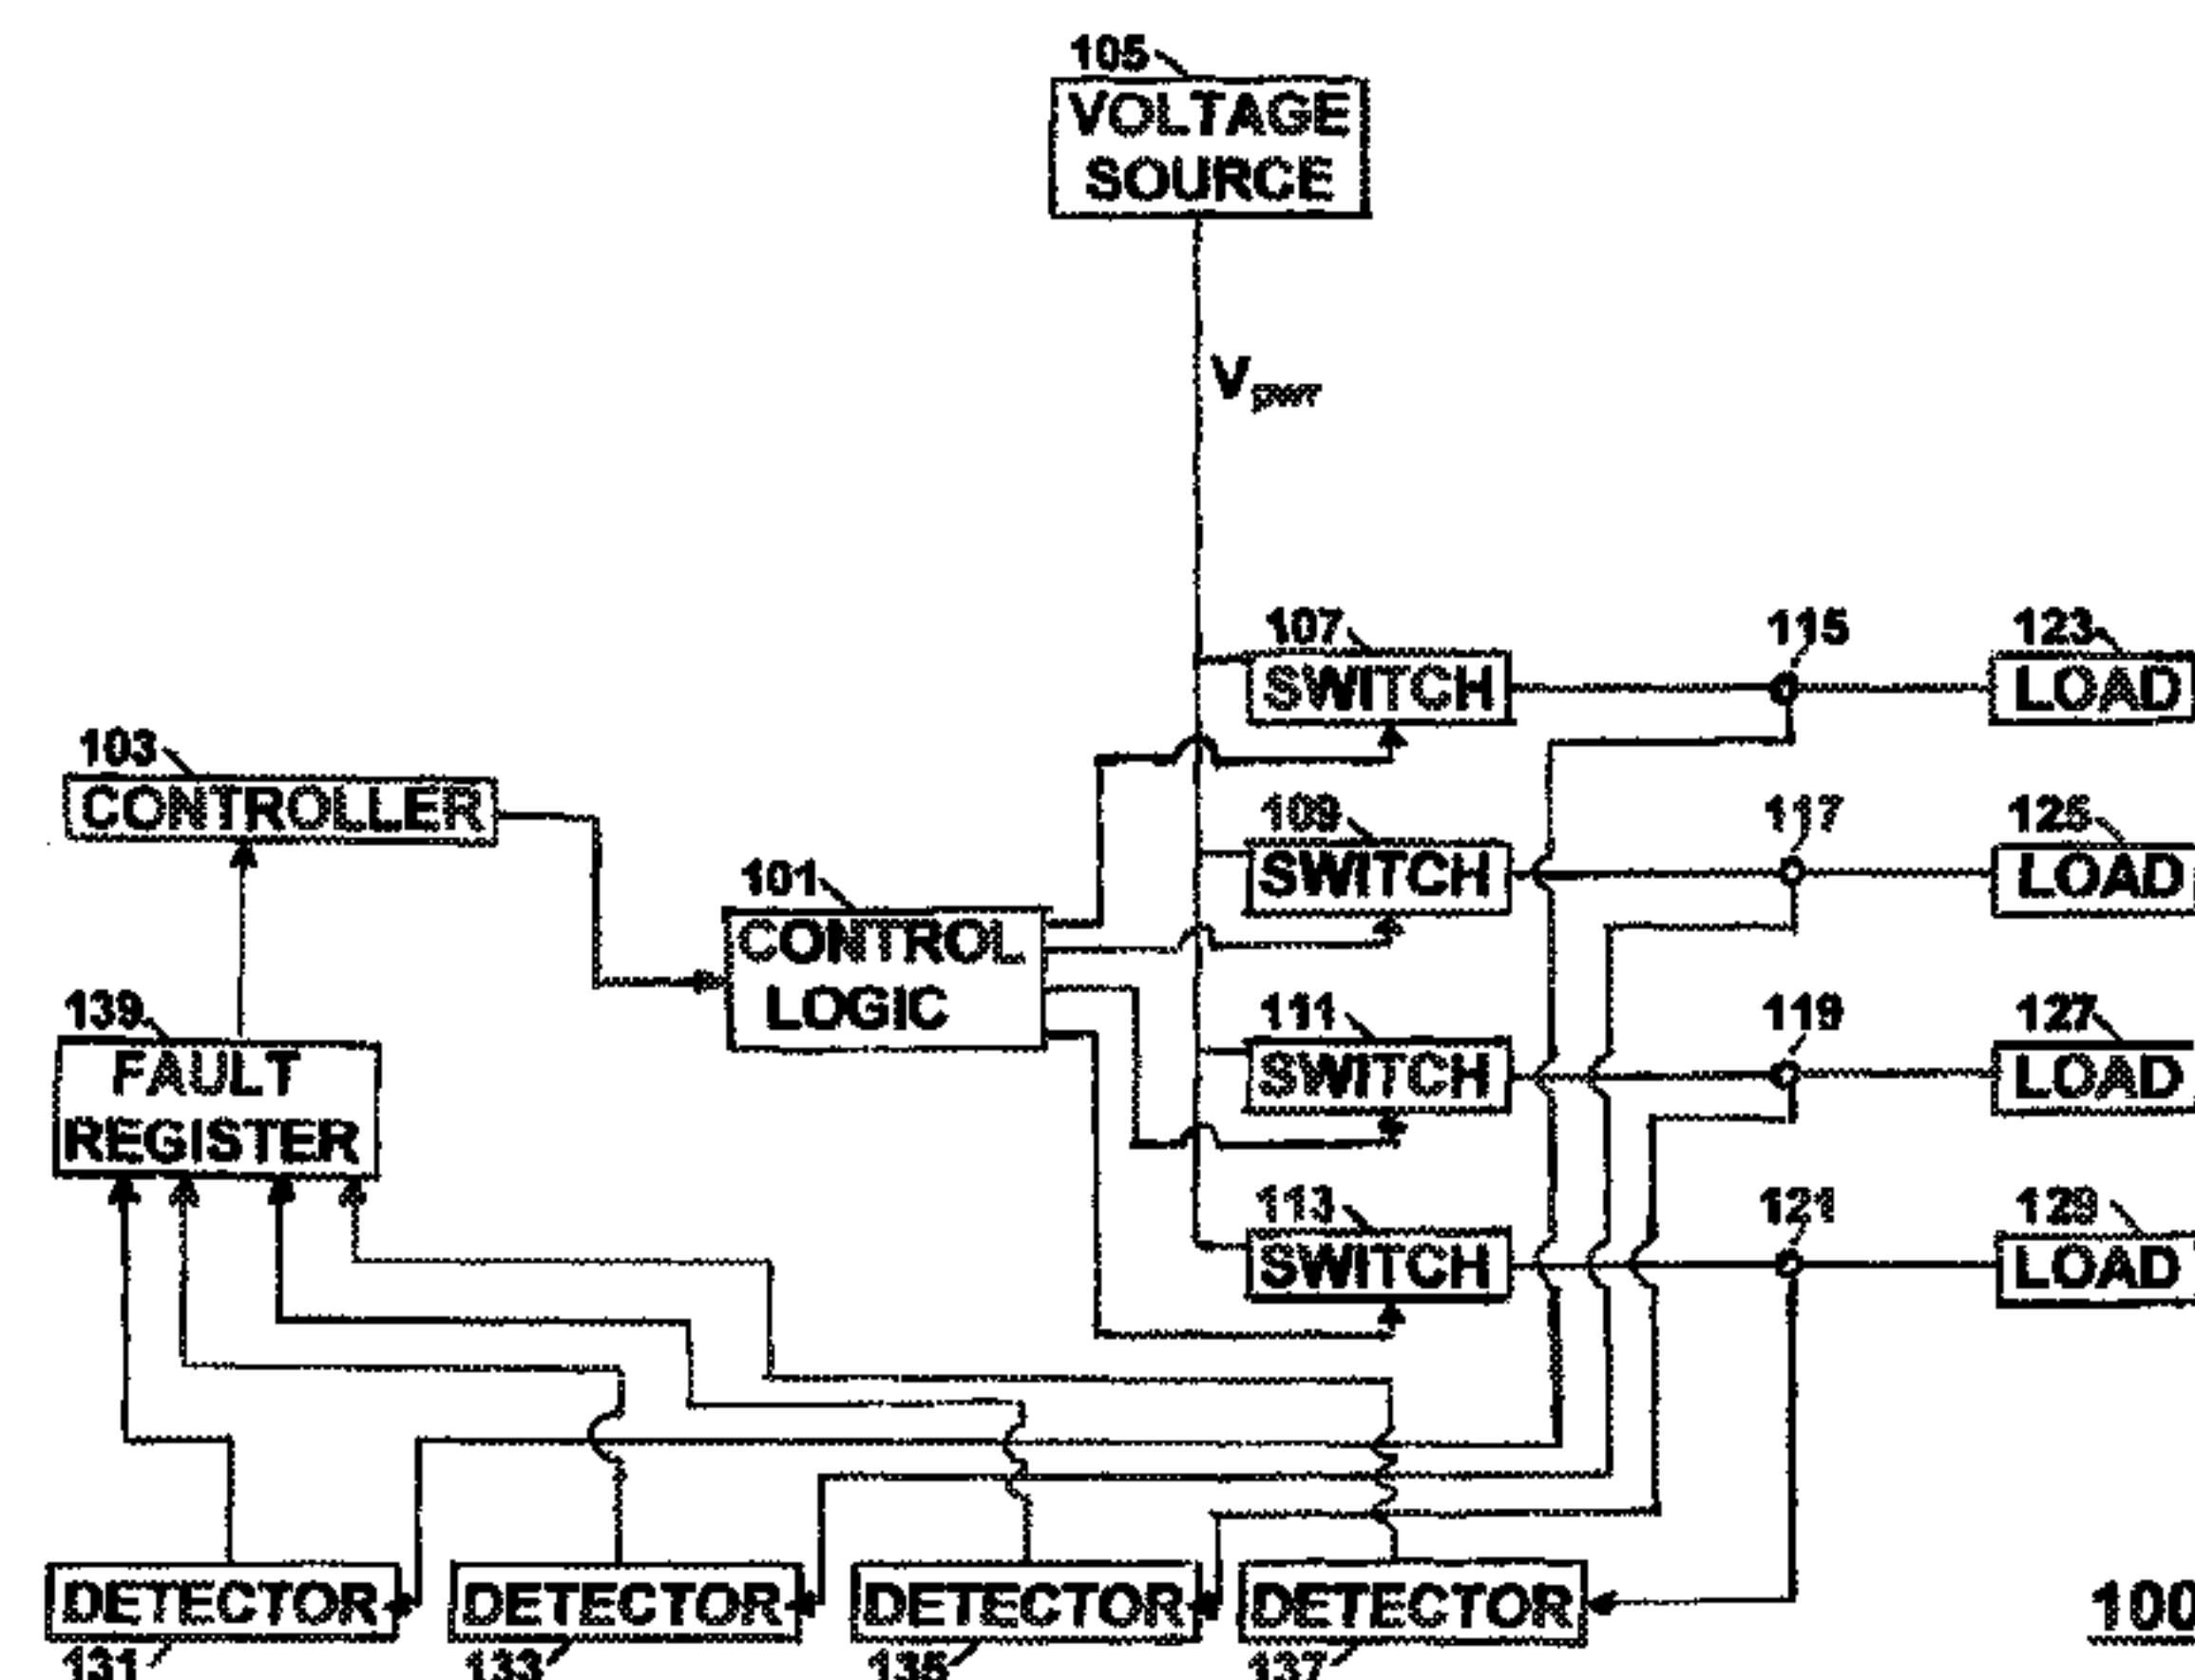 105
VOLTAGE
SOURCE
Vpwr
107
SWITCH
115
123
LOAD
103
CONTROLLER
109
SWITCH
117
125
LOAD
101
CONTROL
LOGIC
139
FAULT
REGISTER
111
SWITCH
119
127
LOAD
113
SWITCH
121
129
LOAD
DETECTOR
DETECTOR
DETECTOR
DETECTOR
100
131
133
135
137